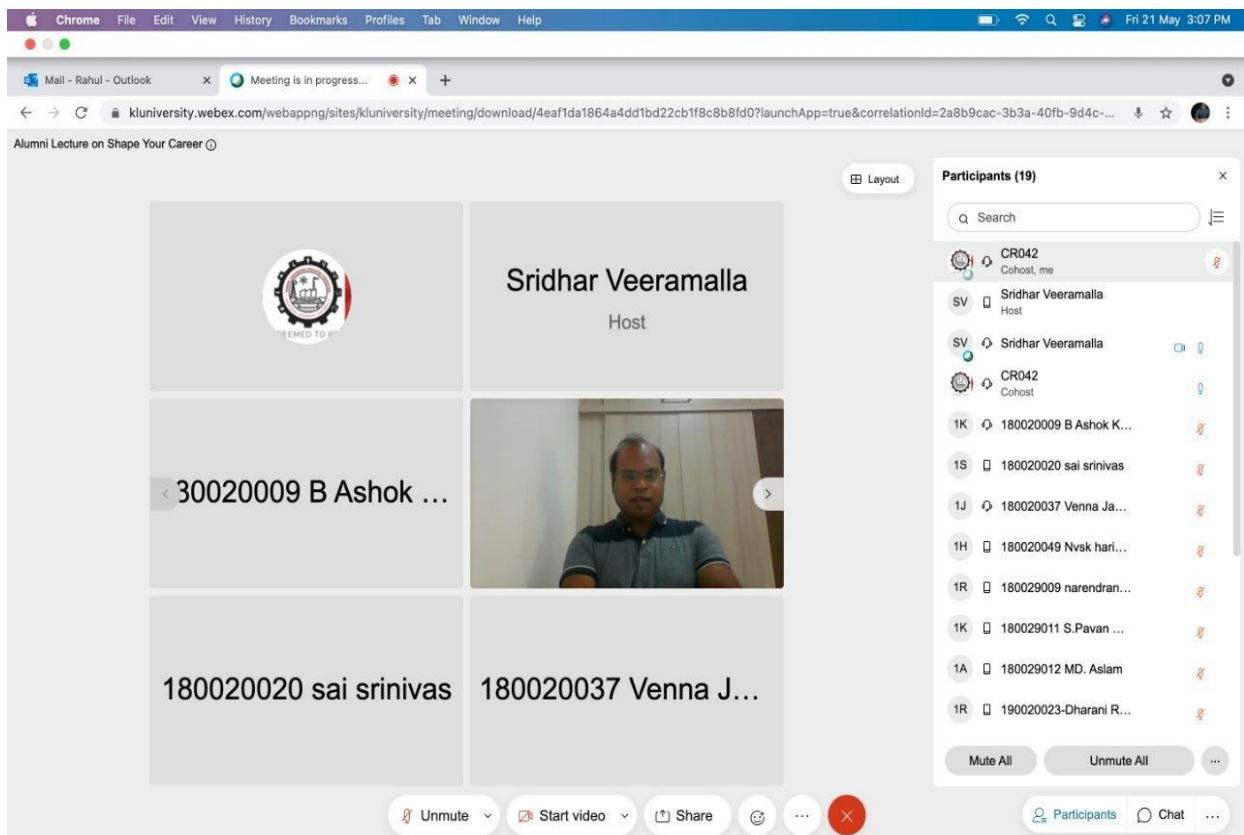 Chrome File Edit View History Bookmarks Profiles Tab Window Help Fri 21 May 3:07 PM
Mail - Rahul - Outlook
Meeting is in progress...
kluniversity.webex.com/webappng/sites/kluniversity/meeting/download/4eaf1da1864a4dd1bd22cb1f8c8b8fd0?launchApp=true&correlationId=2a8b9cac-3b3a-40fb-9d4c-...
Alumni Lecture on Shape Your Career
Layout
EEMED TO
Sridhar Veeramalla
Host
30020009 B Ashok ...
180020020 sai srinivas
180020037 Venna J...
Participants (19)
Search
CR042
Cohost, me
SV Sridhar Veeramalla
Host
SV Sridhar Veeramalla
CR042
Cohost
1K 180020009 B Ashok K...
1S 180020020 sai srinivas
1J 180020037 Venna Ja...
1H 180020049 Nvsk hari...
1R 180029009 narendran...
1K 180029011 S.Pavan ...
1A 180029012 MD. Aslam
1R 190020023-Dharani R...
Mute All Unmute All ...
Unmute Start video Share ...
Participants Chat ...